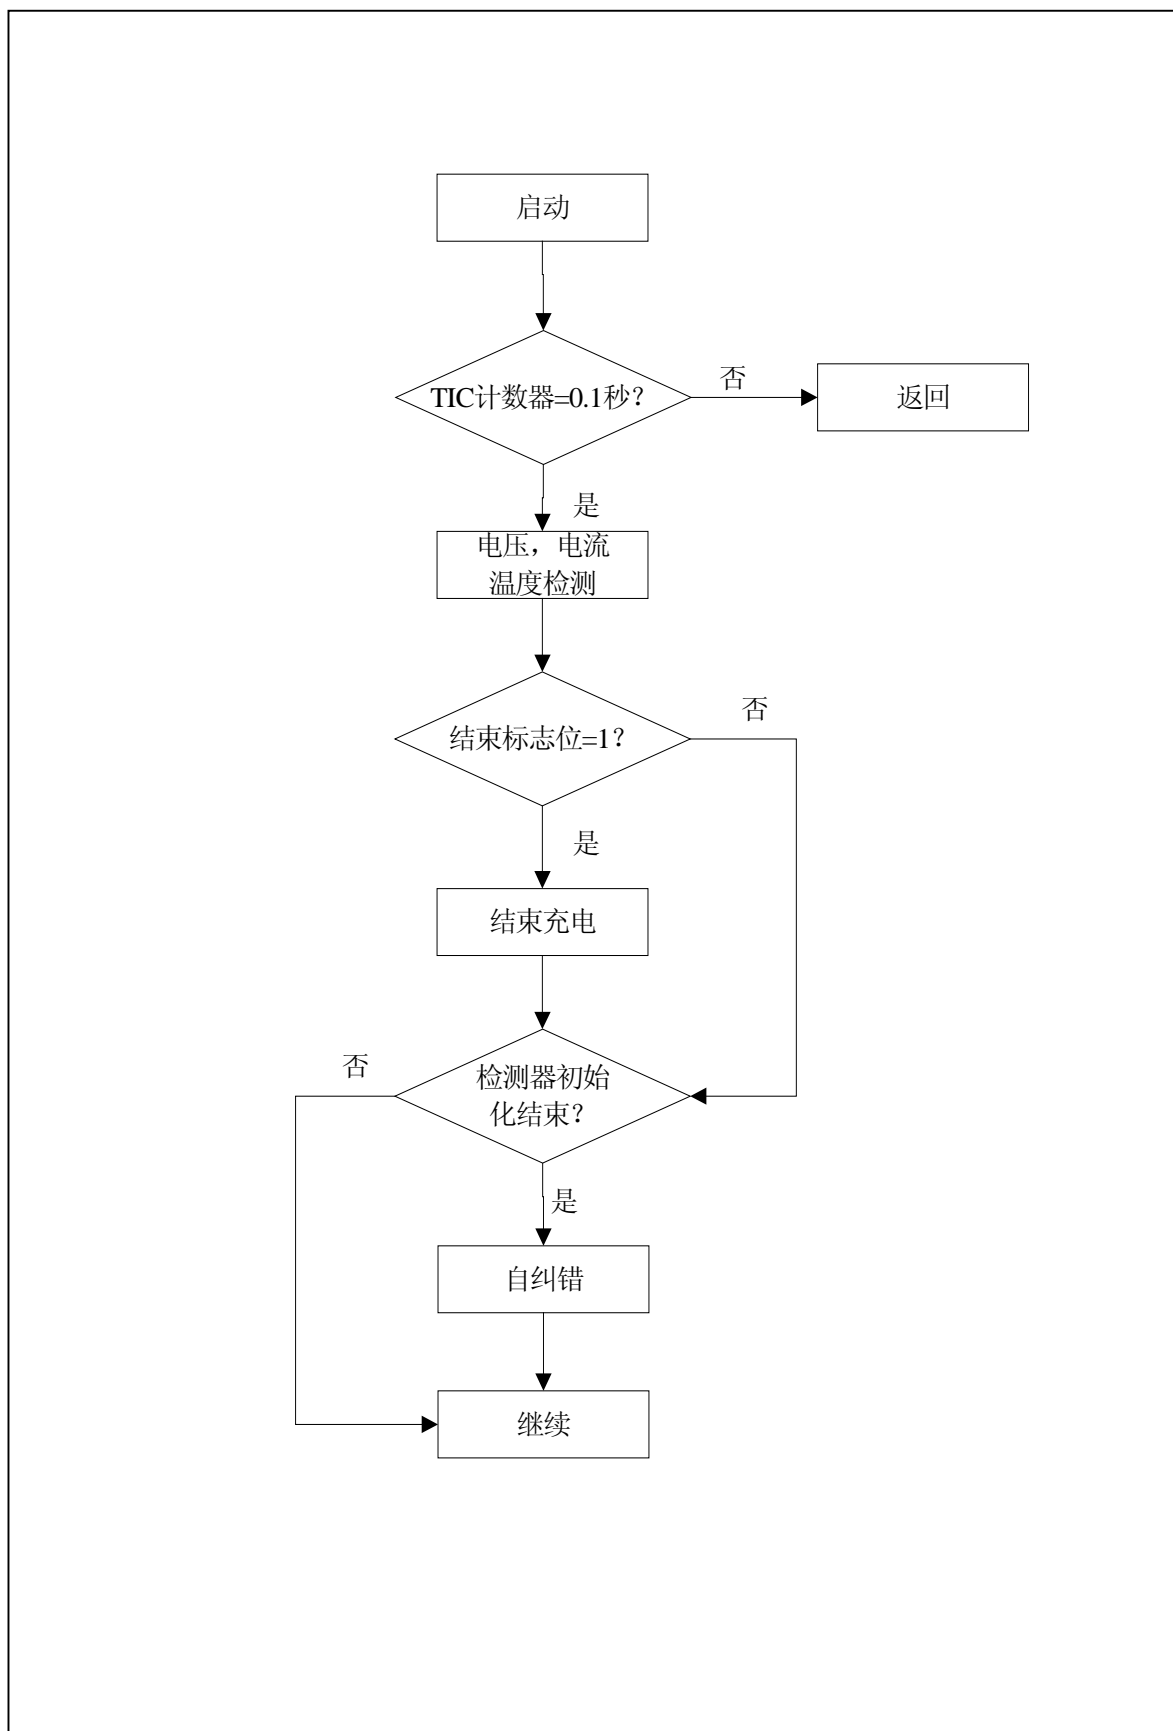 启动
TIC计数器=0.1秒？
否
返回
是
电压，电流
温度检测
否
结束标志位=1？
是
结束充电
否
检测器初始
化结束？
是
自纠错
继续